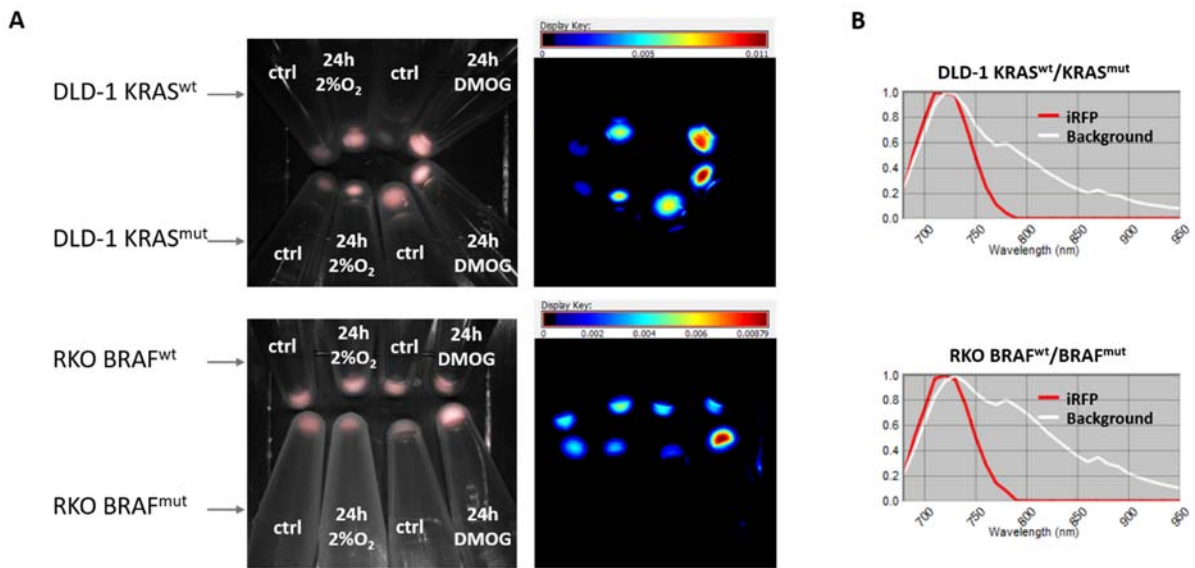 A
B
DLD-1 KRASwt
DLD-1 KRASmut
ctrl
24h
2%O2
ctrl
24h
DMOG
ctrl
24h
2%O2
ctrl
24h
DMOG
Display Key:
0 0.005 0.011
DLD-1 KRASwt/KRASmut
1.0
0.8
0.6
0.4
0.2
0.0
iRFP
Background
700 750 800 850 900 950
Wavelength (nm)
RKO BRAFwt
RKO BRAFmut
ctrl
24h
2%O2
ctrl
24h
DMOG
ctrl
24h
2%O2
ctrl
24h
DMOG
Display Key:
0 0.002 0.004 0.006 0.00879
RKO BRAFwt/BRAFmut
1.0
0.8
0.6
0.4
0.2
0.0
iRFP
Background
700 750 800 850 900 950
Wavelength (nm)